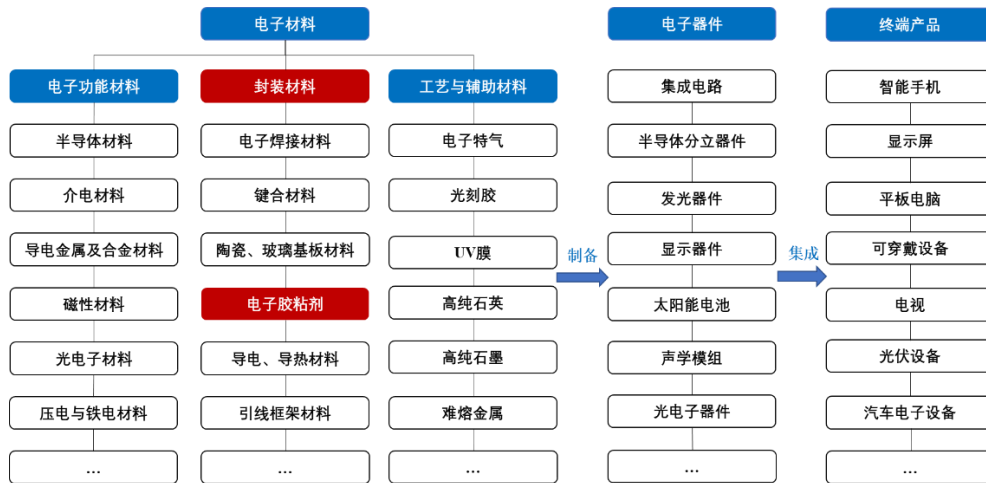 电子材料
电子器件
终端产品
电子功能材料
封装材料
工艺与辅助材料
半导体材料
介电材料
导电金属及合金材料
磁性材料
光电子材料
压电与铁电材料
…
电子焊接材料
键合材料
陶瓷、玻璃基板材料
电子胶粘剂
导电、导热材料
引线框架材料
…
电子特气
光刻胶
UV膜
高纯石英
高纯石墨
难熔金属
…
制备
集成电路
半导体分立器件
发光器件
显示器件
太阳能电池
声学模组
光电子器件
…
集成
智能手机
显示屏
平板电脑
可穿戴设备
电视
光伏设备
汽车电子设备
…